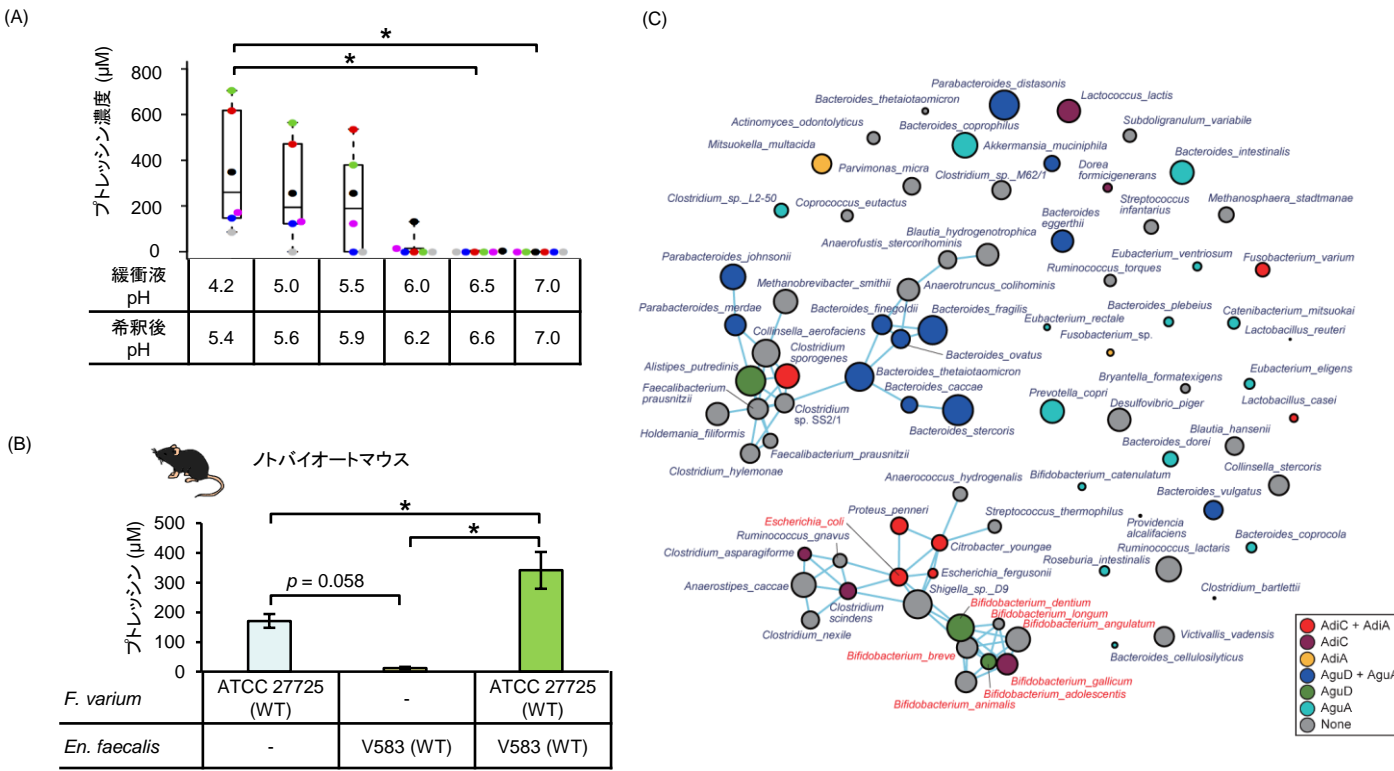 (A)
*
*
プトレッシン濃度 (µM)
800
600
400
200
0
緩衝液 pH 4.2 5.0 5.5 6.0 6.5 7.0
希釈後 pH 5.4 5.6 5.9 6.2 6.6 7.0
(B)
ノトバイオートマウス
*
*
p = 0.058
プトレッシン (µM)
500
400
300
200
100
0
F. varium ATCC 27725 (WT) - ATCC 27725 (WT)
En. faecalis - V583 (WT) V583 (WT)
(C)
Parabacteroides_distasonis
Bacteroides_thetaiotaomicron
Lactococcus_lactis
Actinomyces_odontolyticus
Bacteroides_coprophilus
Subdoligranulum_variabile
Mitsuokella_multacida
Akkermansia_muciniphila
Bacteroides_intestinalis
Parvimonas_micra
Clostridium_sp._M62/1
Dorea
formicigenerans
Clostridium_sp._L2-50
Coprococcus_eutactus
Streptococcus
infantarius
Methanosphaera_stadtmanae
Bacteroides
eggerthii
Blautia_hydrogenotrophica
Anaerofustis_stercorihominis
Eubacterium_ventriosum
Fusobacterium_varium
Parabacteroides_johnsonii
Methanobrevibacter_smithii
Anaerotruncus_colihominis
Ruminococcus_torques
Parabacteroides_merdae
Bacteroides_finegoldii
Bacteroides_fragilis
Bacteroides_plebeius
Catenibacterium_mitsuokai
Eubacterium_rectale
Collinsella_aerofaciens
Fusobacterium_sp.
Lactobacillus_reuteri
Clostridium
sporogenes
Bacteroides_ovatus
Alistipes_putredinis
Bacteroides_thetaiotaomicron
Eubacterium_eligens
Bacteroides_caccae
Bryantella_formatexigens
Faecalibacterium
prausnitzii
Prevotella_copri
Desulfovibrio_piger
Lactobacillus_casei
Clostridium
sp. SS2/1
Bacteroides_stercoris
Blautia_hansenii
Holdemania_filiformis
Faecalibacterium_prausnitzii
Bacteroides_dorei
Clostridium_hylemonae
Collinsella_stercoris
Anaerococcus_hydrogenalis
Bifidobacterium_catenulatum
Bacteroides_vulgatus
Proteus_penneri
Streptococcus_thermophilus
Escherichia_coli
Providencia
alcalifaciens
Bacteroides_coprocola
Ruminococcus_gnavus
Citrobacter_youngae
Ruminococcus_lactaris
Clostridium_asparagiforme
Roseburia_intestinalis
Escherichia_fergusonii
Anaerostipes_caccae
Shigella_sp._D9
Clostridium_bartlettii
Clostridium
scindens
Bifidobacterium_dentium
Bifidobacterium_longum
Bifidobacterium_angulatum
Clostridium_nexile
Victivallis_vadensis
Bifidobacterium_breve
Bacteroides_cellulosilyticus
Bifidobacterium_gallicum
Bifidobacterium_adolescentis
Bifidobacterium_animalis
AdiC + AdiA
AdiC
AdiA
AguD + AguA
AguD
AguA
None